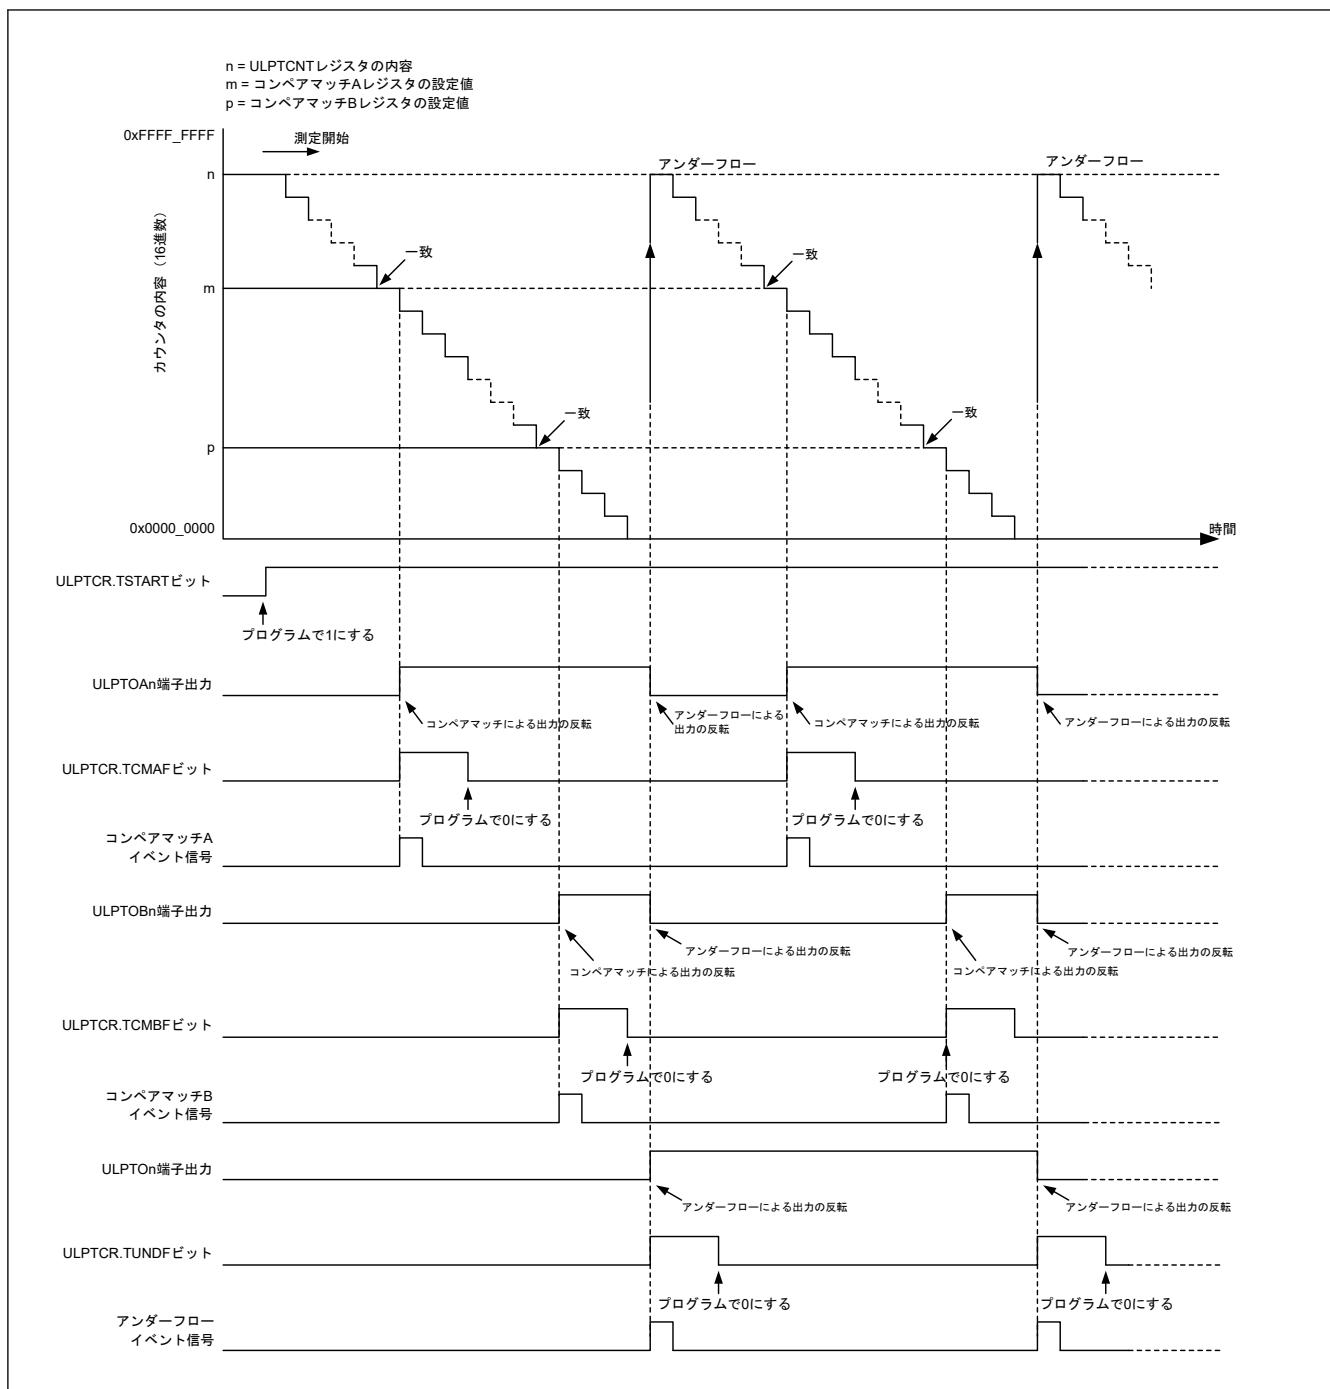 n = ULPTCNTレジスタの内容
m = コンペアマッチAレジスタの設定値
p = コンペアマッチBレジスタの設定値
0xFFFF_FFFF
測定開始
アンダーフロー
アンダーフロー
n
カウンタの内容（16進数）
一致
一致
m
一致
一致
p
0x0000_0000
時間
ULPTCR.TSTARTビット
プログラムで1にする
ULPTOAn端子出力
コンペアマッチによる出力の反転
アンダーフローによる
出力の反転
コンペアマッチによる出力の反転
アンダーフローによる出力の反転
ULPTCR.TCMAFビット
プログラムで0にする
プログラムで0にする
コンペアマッチA
イベント信号
ULPTOBn端子出力
コンペアマッチによる出力の反転
アンダーフローによる出力の反転
コンペアマッチによる出力の反転
アンダーフローによる出力の反転
ULPTCR.TCMBFビット
プログラムで0にする
プログラムで0にする
コンペアマッチB
イベント信号
ULPTOn端子出力
アンダーフローによる出力の反転
アンダーフローによる出力の反転
ULPTCR.TUNDFビット
プログラムで0にする
プログラムで0にする
アンダーフロー
イベント信号